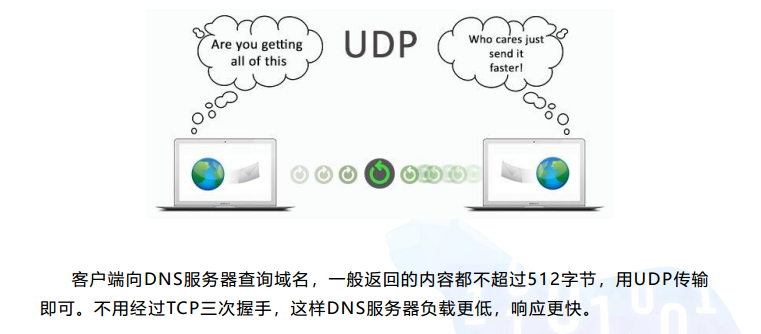 Are you getting
all of this
UDP
Who cares just
send it
faster!
客户端向DNS服务器查询域名，一般返回的内容都不超过512字节，用UDP传输
即可。不用经过TCP三次握手，这样DNS服务器负载更低，响应更快。